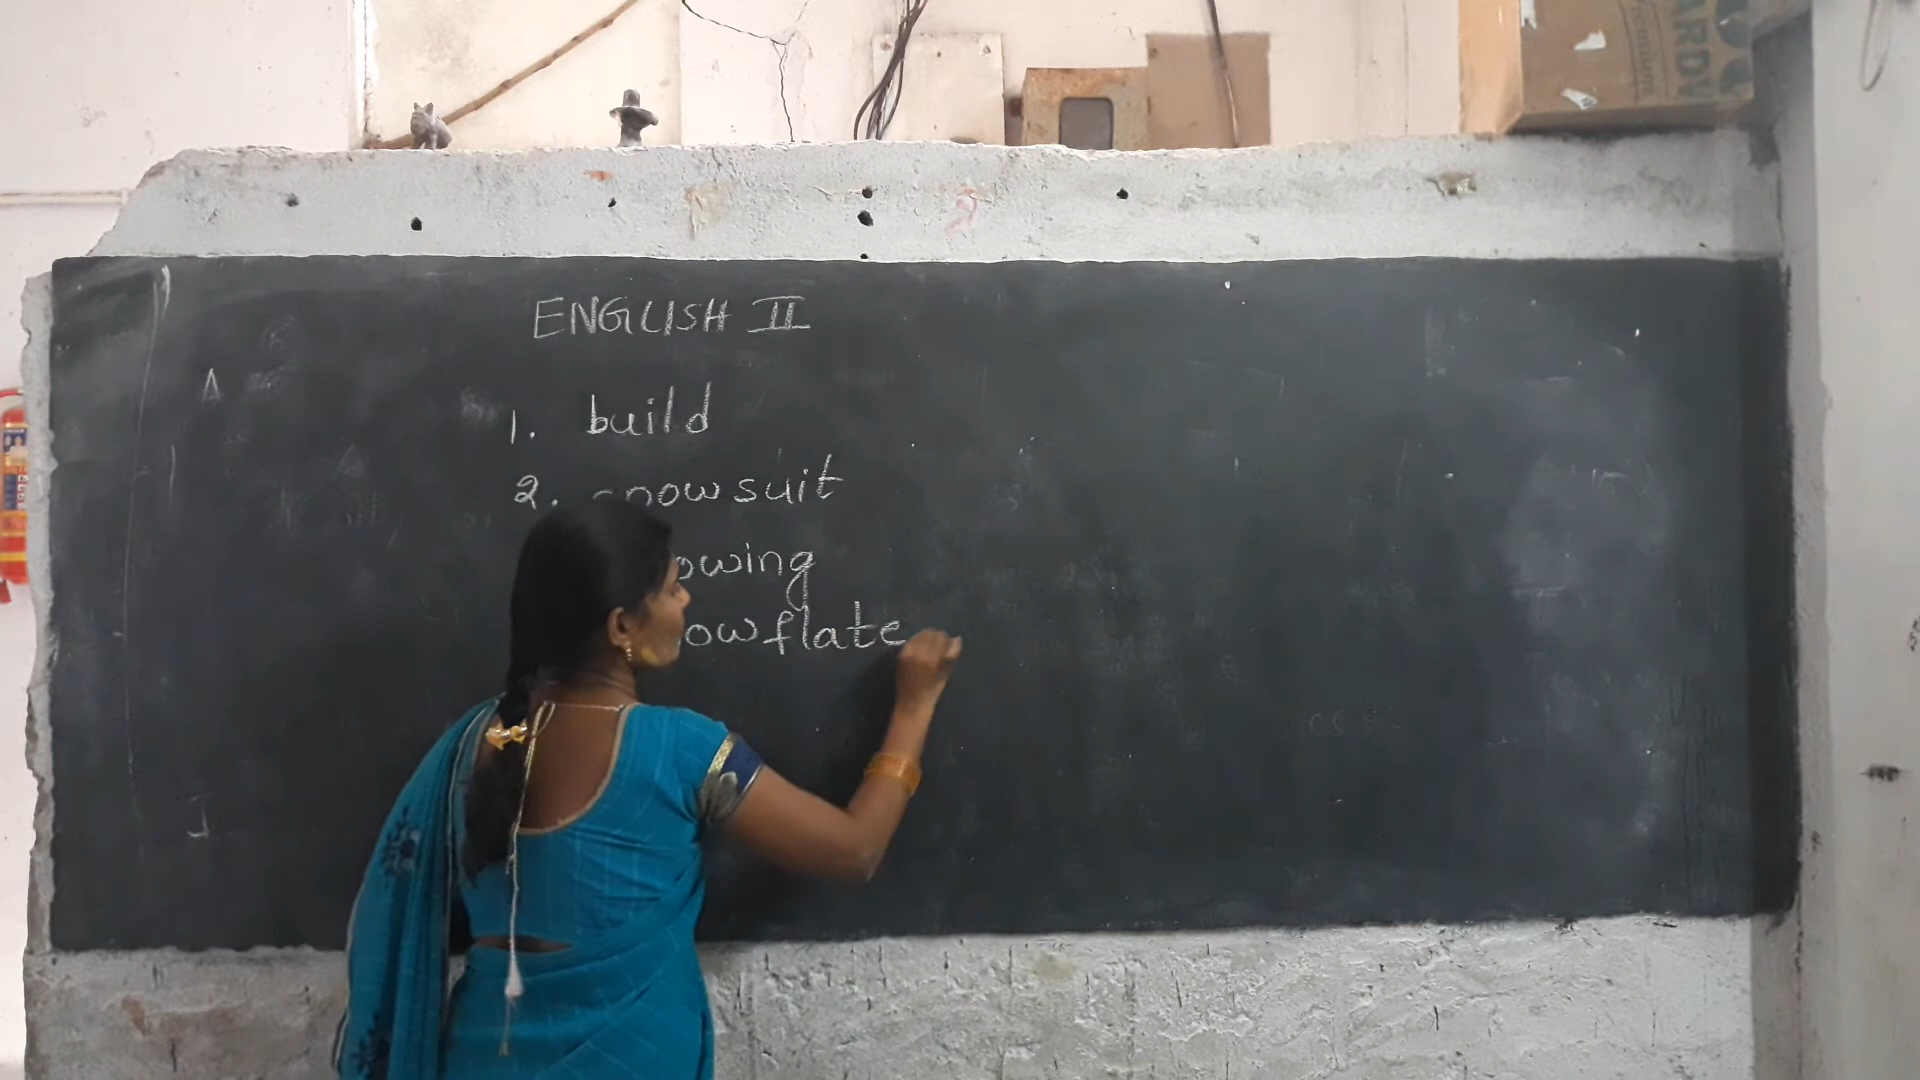 ENGLISH II
A
1. build
2. snowsuit
owing
owflate